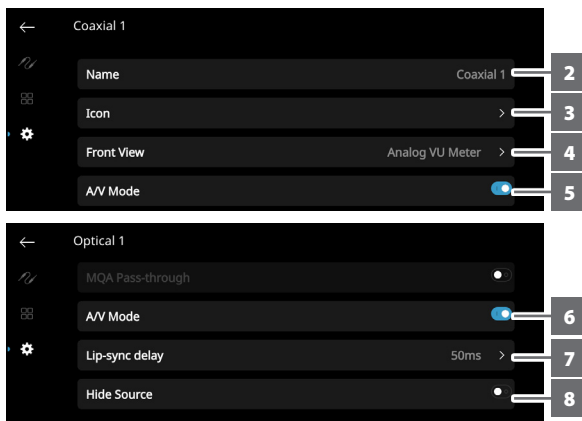 Coaxial 1
Name Coaxial 1 2
Icon 3
Front View Analog VU Meter 4
A/V Mode 5
Optical 1
MQA Pass-through
A/V Mode 6
Lip-sync delay 50ms 7
Hide Source 8